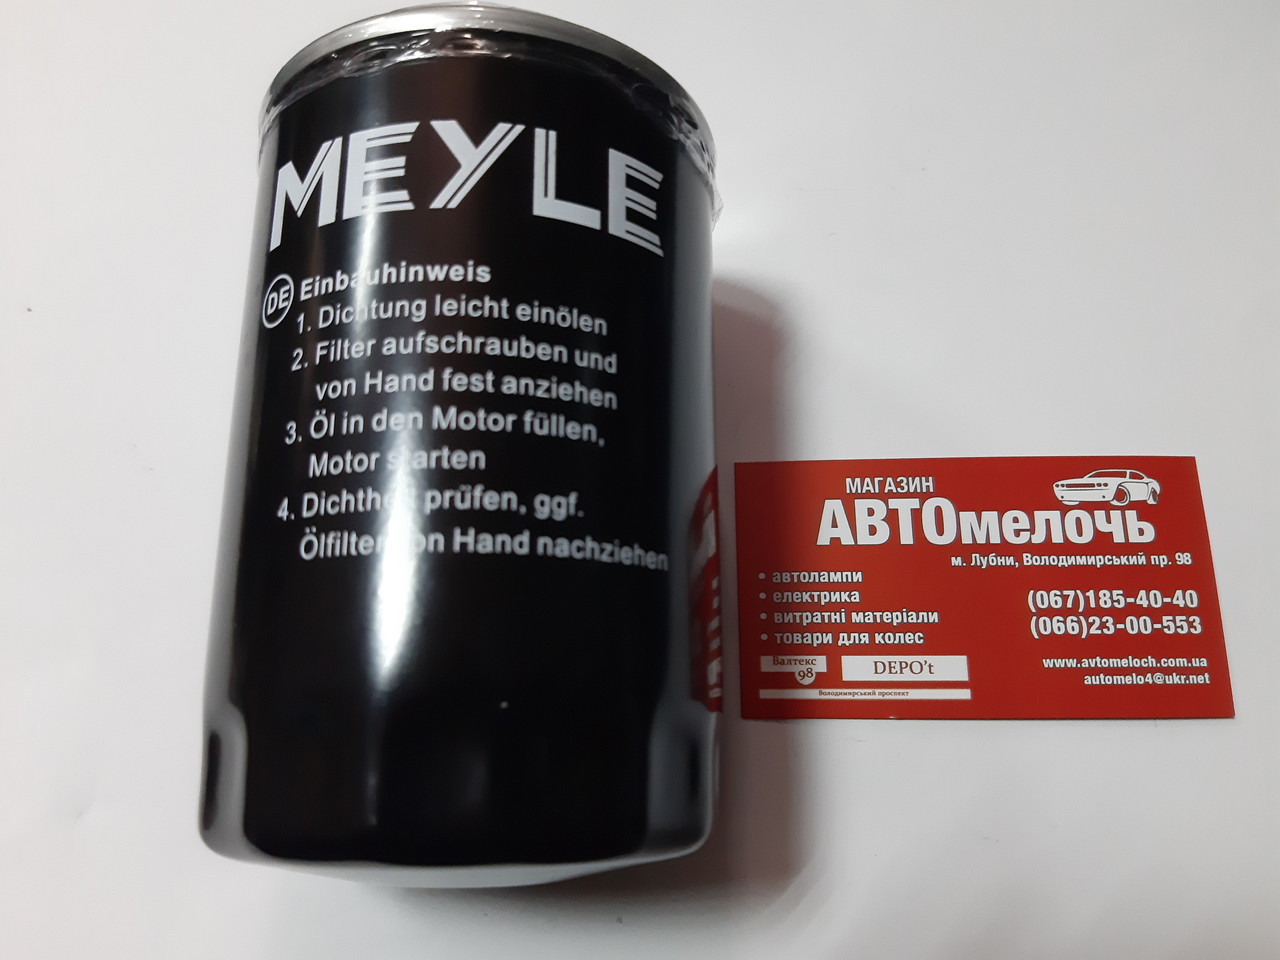 MEYLE
DE Einbauhinweis
1. Dichtung leicht einölen
2. Filter aufschrauben und
von Hand fest anziehen
3. Öl in den Motor füllen,
Motor starten
4. Dichtheit prüfen, ggf.
Ölfilter von Hand nachziehen
МАГАЗИН
АВТОмелочь
м. Лубни, Володимирський пр. 98
• автолампи
• електрика
• витратні матеріали
• товари для колес
(067)185-40-40
(066)23-00-553
www.avtomeloch.com.ua
automelo4@ukr.net
Валтекс
98
DEPO't
Володимирський проспект